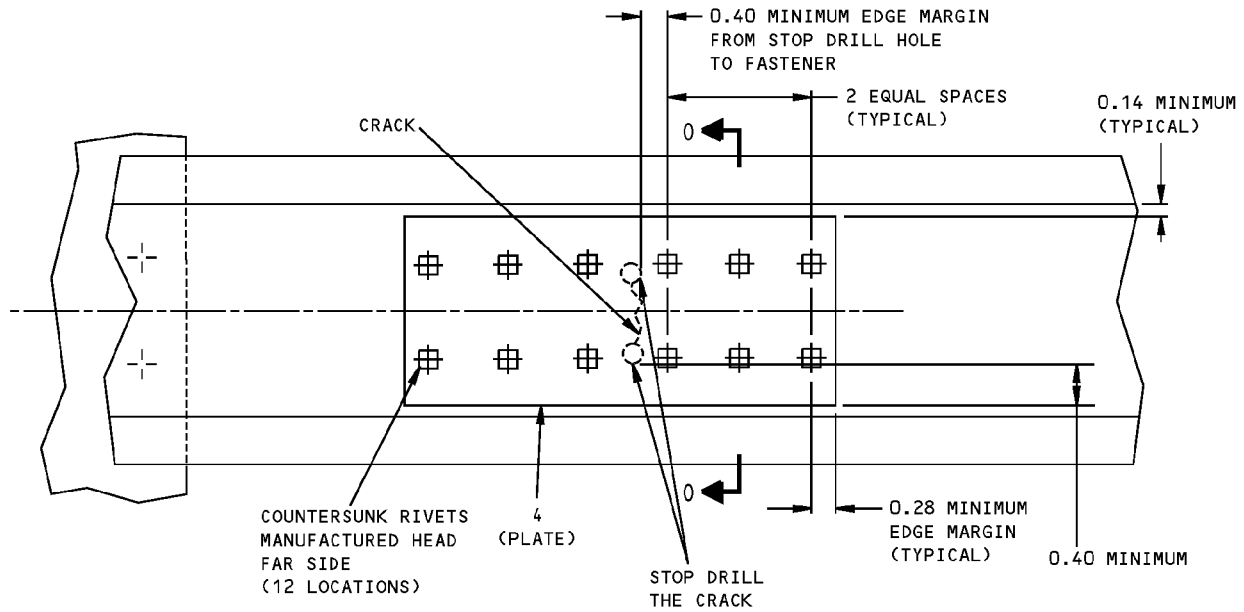 0.40 MINIMUM EDGE MARGIN
FROM STOP DRILL HOLE
TO FASTENER
2 EQUAL SPACES
(TYPICAL)
0.14 MINIMUM
(TYPICAL)
CRACK
O
O
COUNTERSUNK RIVETS
MANUFACTURED HEAD
FAR SIDE
(12 LOCATIONS)
4
(PLATE)
STOP DRILL
THE CRACK
0.28 MINIMUM
EDGE MARGIN
(TYPICAL)
0.40 MINIMUM